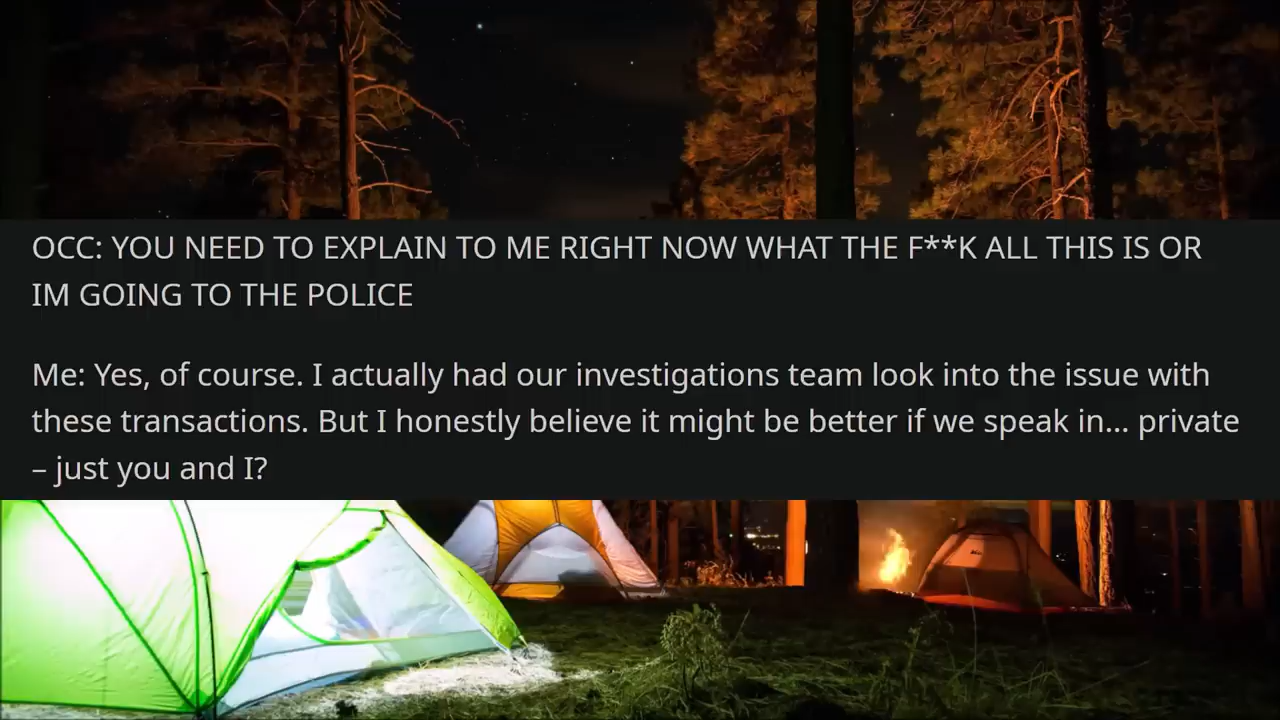 OCC: YOU NEED TO EXPLAIN TO ME RIGHT NOW WHAT THE F**K ALL THIS IS OR
IM GOING TO THE POLICE
Me: Yes, of course. I actually had our investigations team look into the issue with
these transactions. But I honestly believe it might be better if we speak in... private
– just you and I?